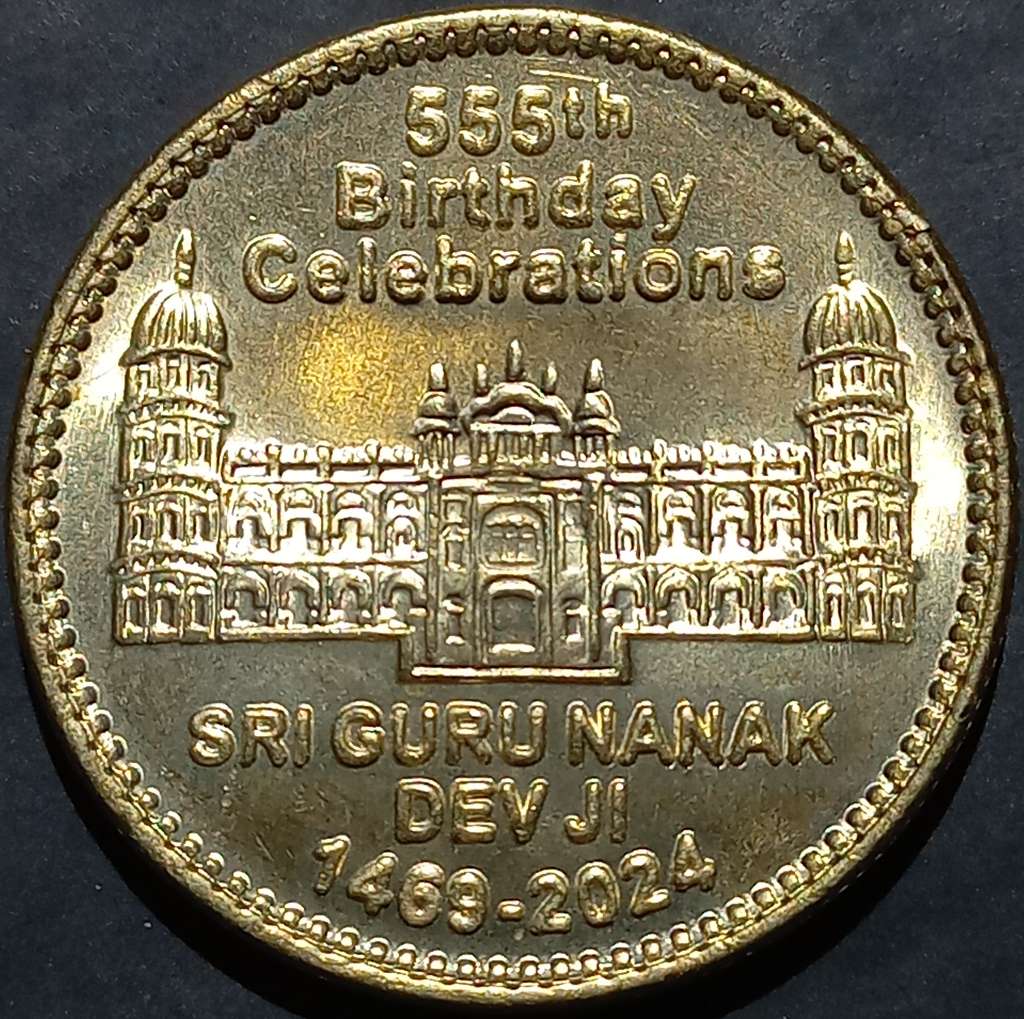 555th
Birthday
Celebrations
SRI GURU NANAK
DEV JI
1469-2024